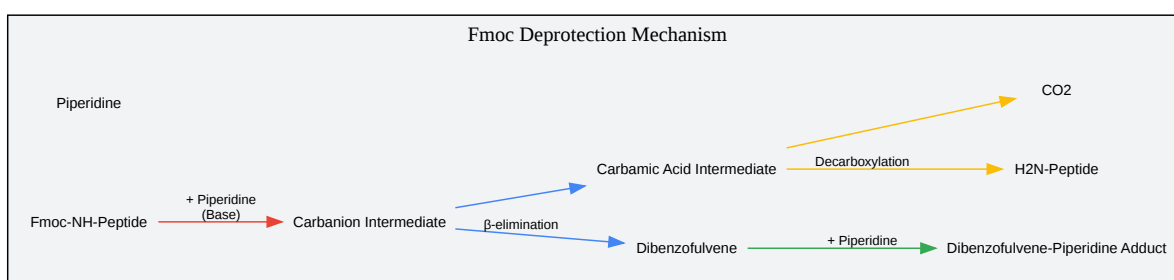 Fmoc Deprotection Mechanism
Piperidine
CO2
Carbamic Acid Intermediate
Decarboxylation
H2N-Peptide
Fmoc-NH-Peptide
+ Piperidine
(Base)
Carbanion Intermediate
β-elimination
Dibenzofulvene
+ Piperidine
Dibenzofulvene-Piperidine Adduct